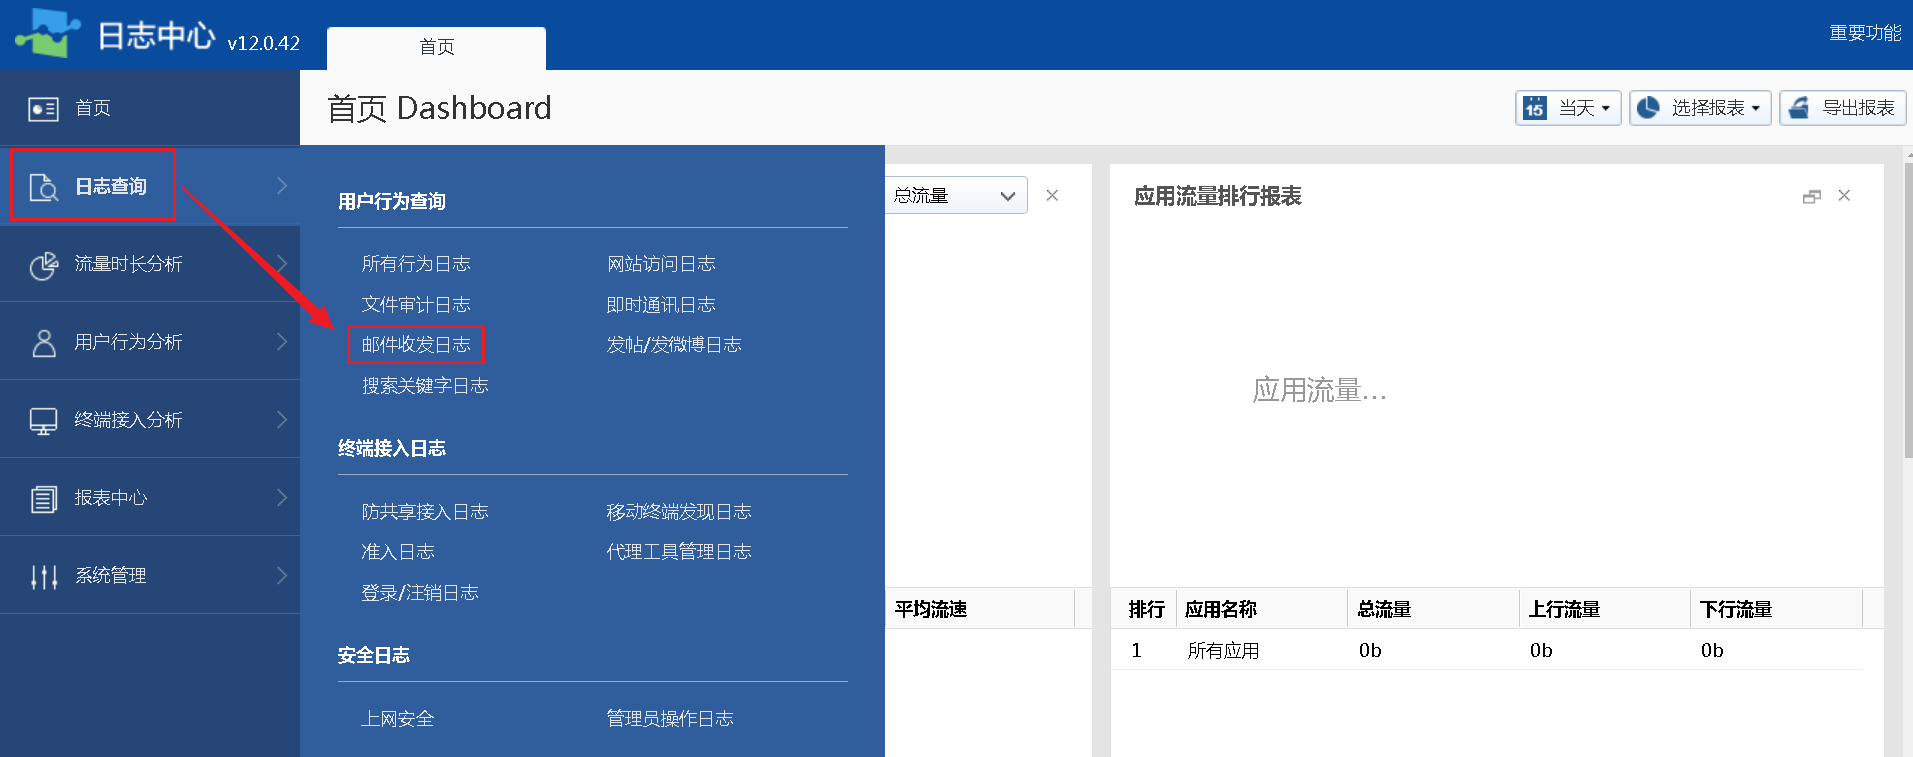 日志中心 v12.0.42
首页
重要功能
首页
日志查询
流量时长分析
用户行为分析
终端接入分析
报表中心
系统管理
首页 Dashboard
15 当天
选择报表
导出报表
用户行为查询
所有行为日志 网站访问日志
文件审计日志 即时通讯日志
邮件收发日志 发帖/发微博日志
搜索关键字日志
终端接入日志
防共享接入日志 移动终端发现日志
准入日志 代理工具管理日志
登录/注销日志
安全日志
上网安全 管理员操作日志
总流量
平均流速
应用流量排行报表
应用流量...
排行 应用名称 总流量 上行流量 下行流量
1 所有应用 0b 0b 0b